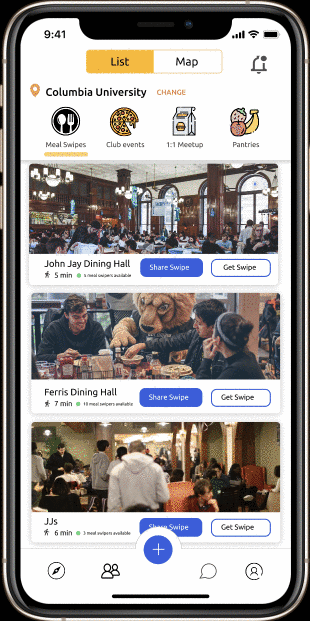 9:41
List Map
Columbia University CHANGE
Meal Swipes Club events 1:1 Meetup Pantries
John Jay Dining Hall
5 min 5 meal swipers available
Share Swipe Get Swipe
Ferris Dining Hall
7 min 10 meal swipers available
Share Swipe Get Swipe
JJs
6 min 3 meal swipers available
Share Swipe Get Swipe